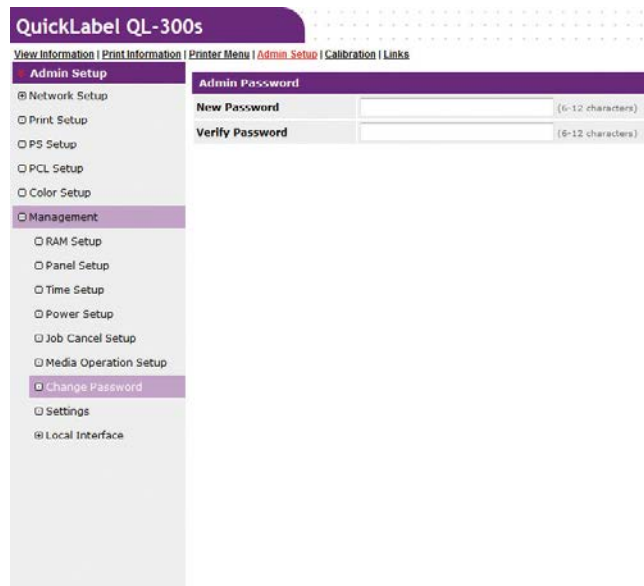 QuickLabel QL-300s
View Information | Print Information | Printer Menu | Admin Setup | Calibration | Links
Admin Setup
Network Setup
Print Setup
PS Setup
PCL Setup
Color Setup
Management
RAM Setup
Panel Setup
Time Setup
Power Setup
Job Cancel Setup
Media Operation Setup
Change Password
Settings
Local Interface
Admin Password
New Password (6-12 characters)
Verify Password (6-12 characters)